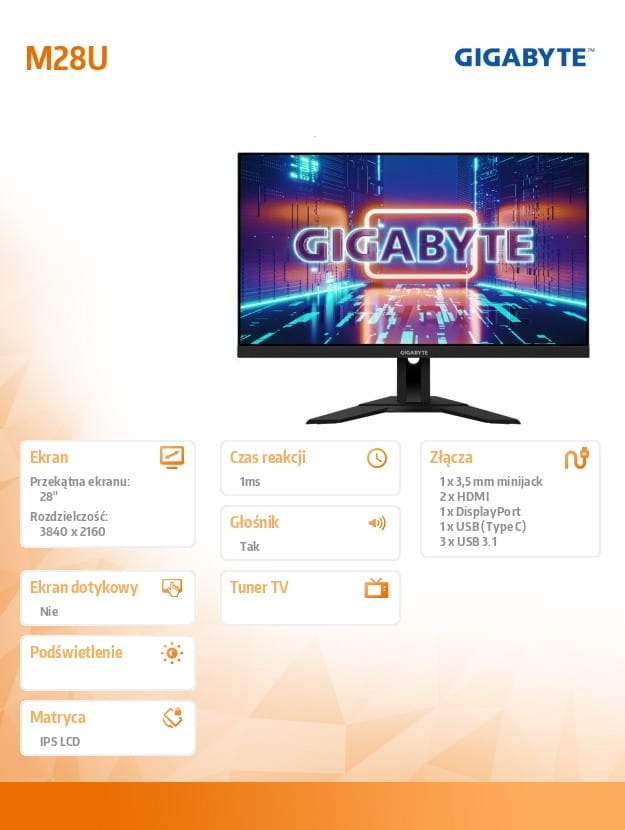 M28U
GIGABYTE™
GIGABYTE
GIGABYTE
Ekran
Przekątna ekranu:
28"
Rozdzielczość:
3840 x 2160
Czas reakcji
1ms
Głośnik
Tak
Złącza
1 x 3,5 mm minijack
2 x HDMI
1 x DisplayPort
1 x USB (Type C)
3 x USB 3.1
Ekran dotykowy
Nie
Tuner TV
Podświetlenie
Matryca
IPS LCD